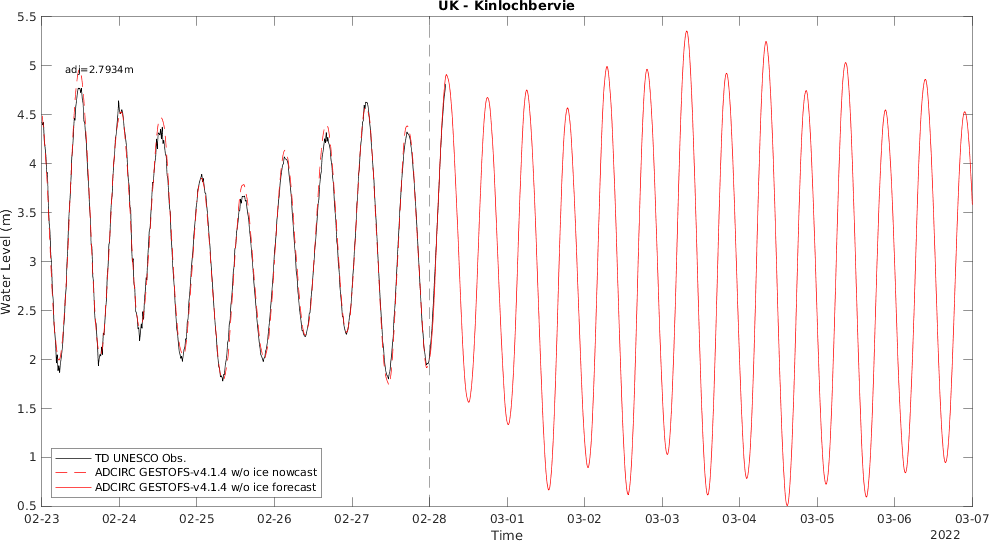 UK - Kinlochbervie
adj=2.7934m
5.5
5
4.5
4
3.5
3
2.5
2
1.5
1
0.5
Water Level (m)
TD UNESCO Obs.
ADCIRC GESTOFS-v4.1.4 w/o ice nowcast
ADCIRC GESTOFS-v4.1.4 w/o ice forecast
02-23 02-24 02-25 02-26 02-27 02-28 03-01 03-02 03-03 03-04 03-05 03-06 03-07
Time
2022